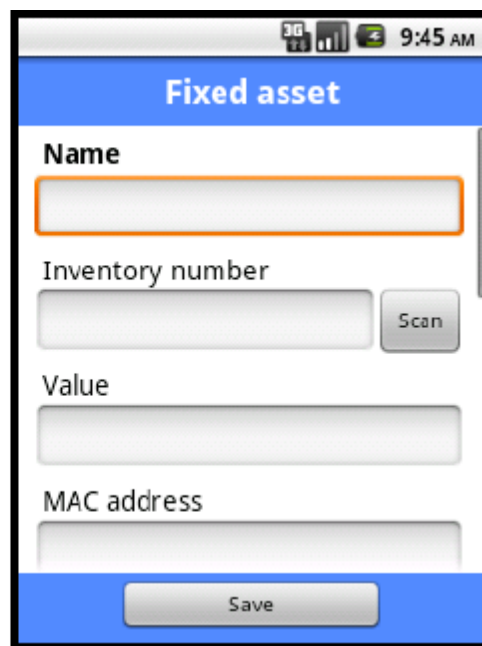 3G 9:45 AM
Fixed asset
Name
Inventory number
Scan
Value
MAC address
Save